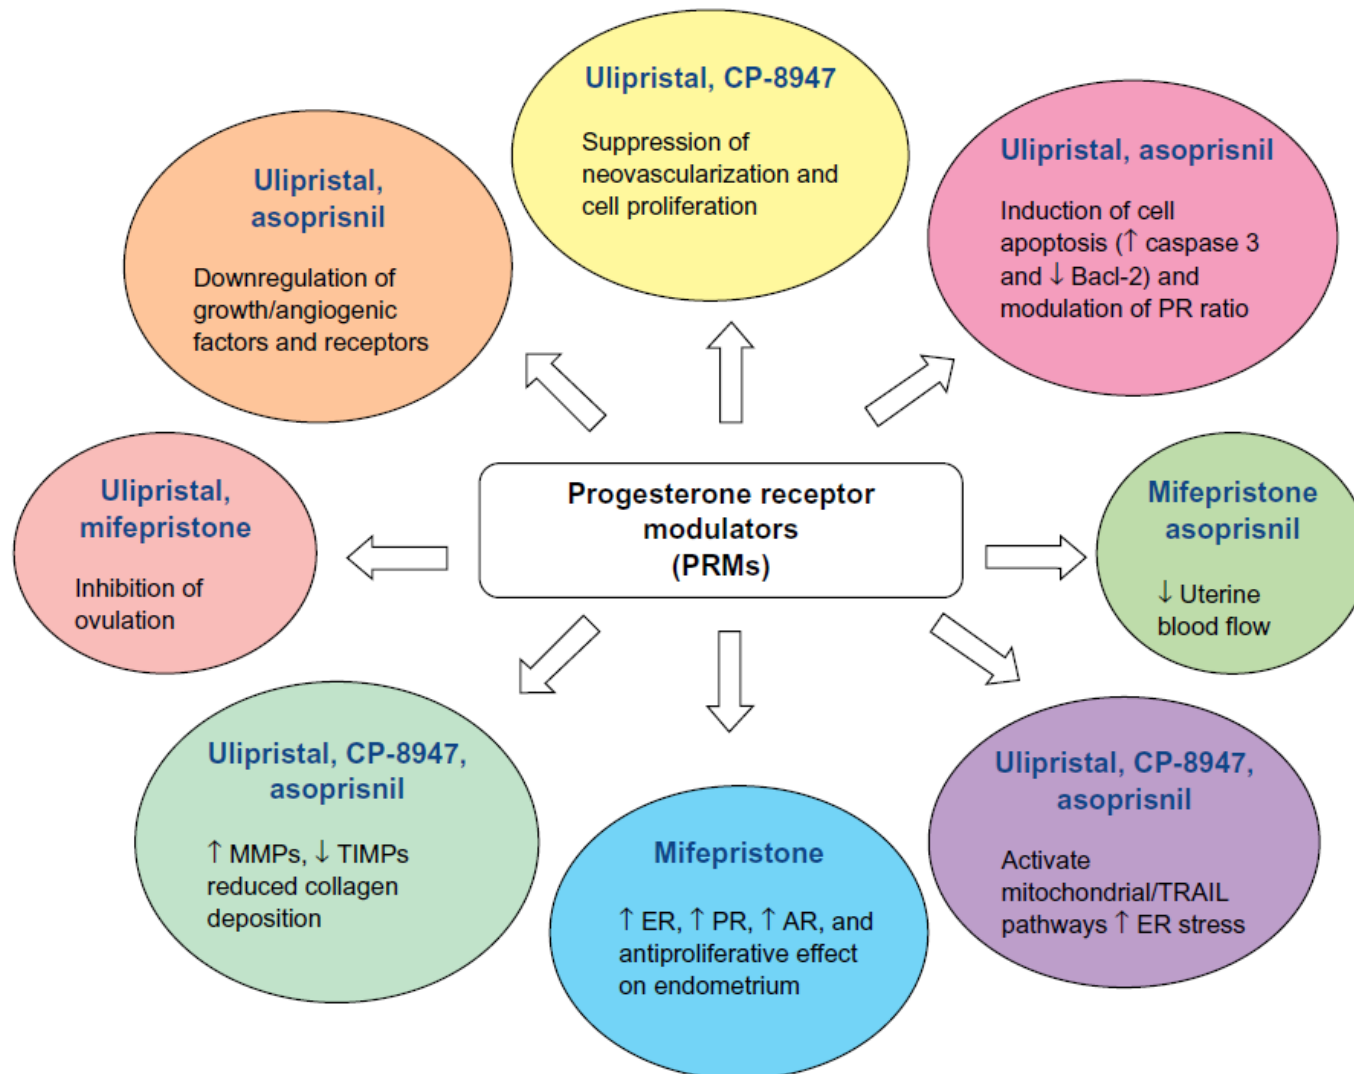 Ulipristal, CP-8947
Suppression of
neovascularization and
cell proliferation
Ulipristal, asoprisnil
Induction of cell
apoptosis (↑ caspase 3
and ↓ Bacl-2) and
modulation of PR ratio
Ulipristal,
asoprisnil
Downregulation of
growth/angiogenic
factors and receptors
Progesterone receptor
modulators
(PRMs)
Mifepristone
asoprisnil
↓ Uterine
blood flow
Ulipristal,
mifepristone
Inhibition of
ovulation
Ulipristal, CP-8947,
asoprisnil
↑ MMPs, ↓ TIMPs
reduced collagen
deposition
Mifepristone
↑ ER, ↑ PR, ↑ AR, and
antiproliferative effect
on endometrium
Ulipristal, CP-8947,
asoprisnil
Activate
mitochondrial/TRAIL
pathways ↑ ER stress